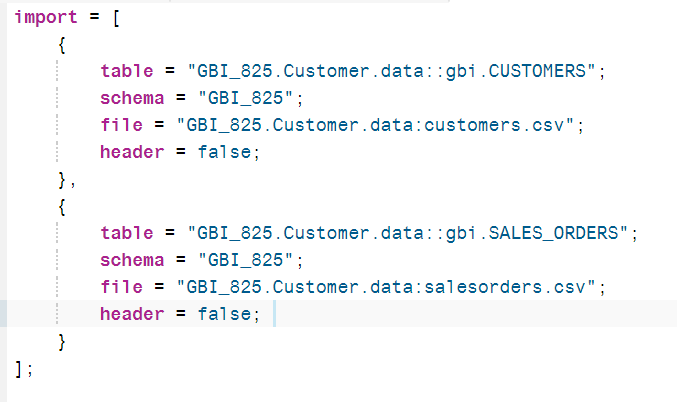 import = [
{
table = "GBI_825.Customer.data::gbi.CUSTOMERS";
schema = "GBI_825";
file = "GBI_825.Customer.data:customers.csv";
header = false;
},
{
table = "GBI_825.Customer.data::gbi.SALES_ORDERS";
schema = "GBI_825";
file = "GBI_825.Customer.data:salesorders.csv";
header = false;
}
];